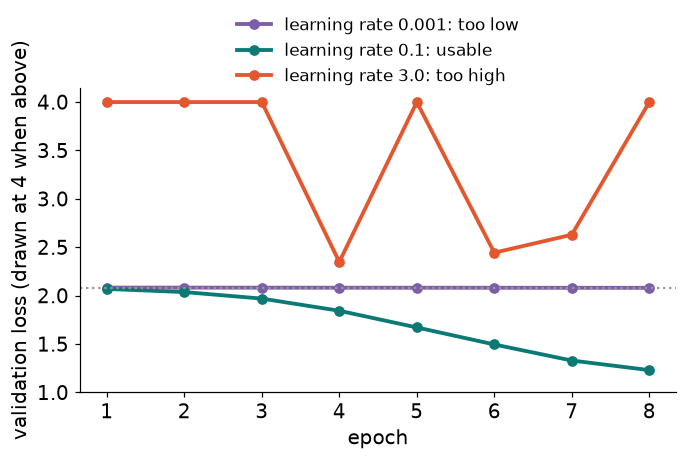 learning rate 0.001: too low
learning rate 0.1: usable
learning rate 3.0: too high
validation loss (drawn at 4 when above)
4.0
3.5
3.0
2.5
2.0
1.5
1.0
1 2 3 4 5 6 7 8
epoch